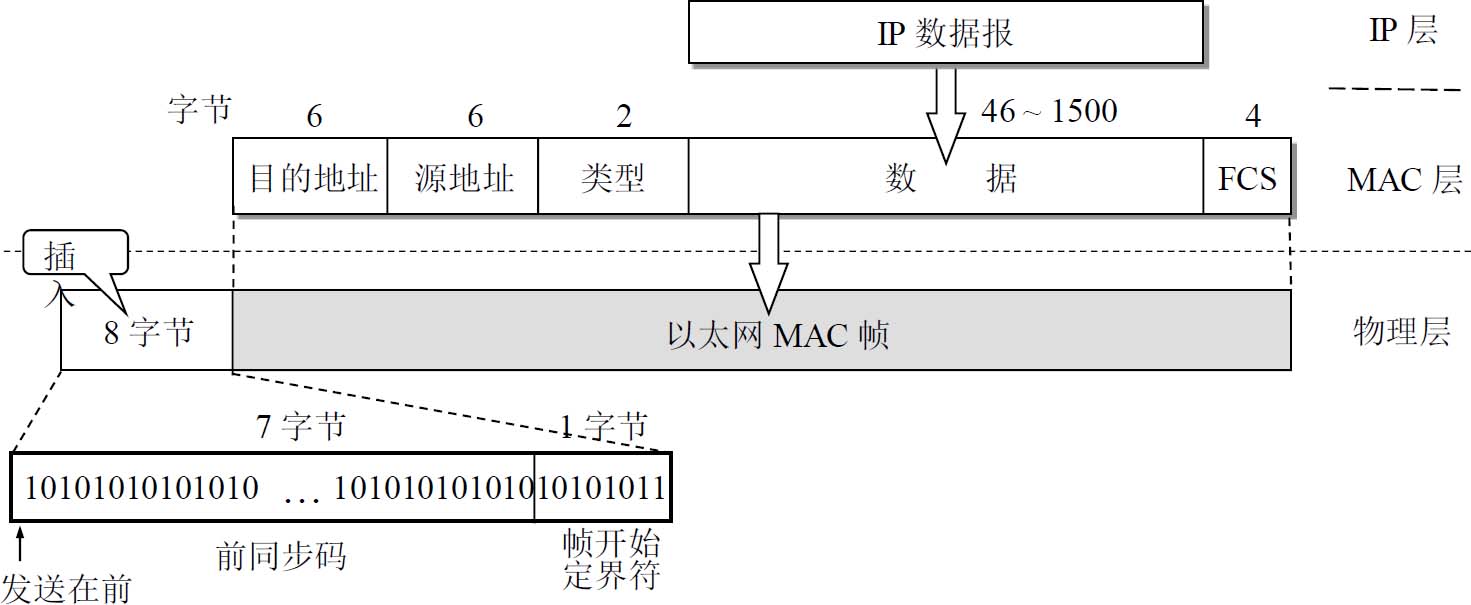 IP 数据报
IP 层
字节
6
6
2
46 ~ 1500
4
目的地址
源地址
类型
数 据
FCS
MAC 层
插
入
8 字节
以太网 MAC 帧
物理层
7 字节
1 字节
10101010101010 … 101010101010
10101011
前同步码
帧开始
定界符
发送在前